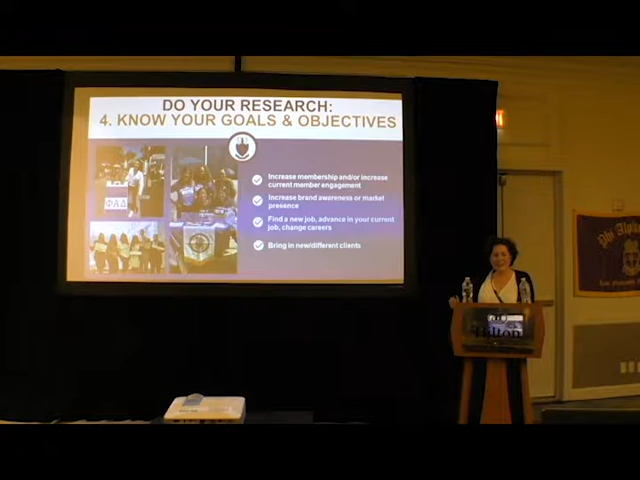 DO YOUR RESEARCH:
4. KNOW YOUR GOALS & OBJECTIVES
Increase membership and/or increase
current member engagement
Increase brand awareness or market
presence
Find a new job, advance in your current
job, change careers
Bring in new/different clients
ΦΑΔ
Hilton
Phi Alpha